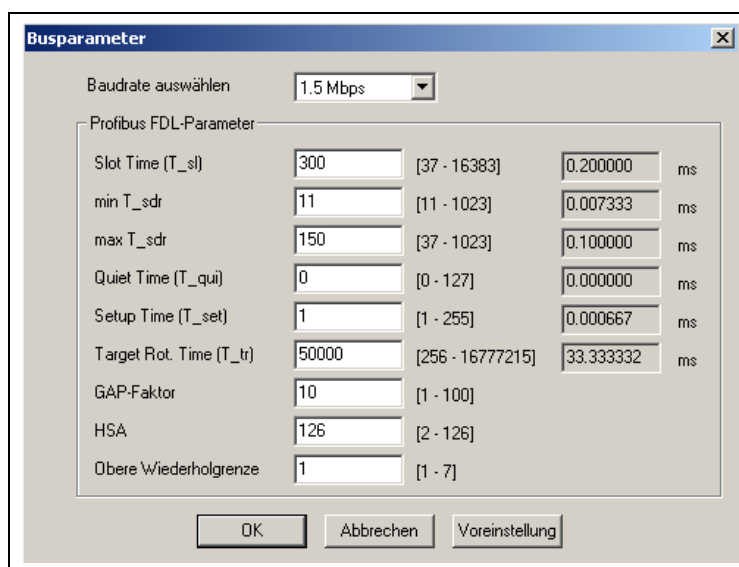 Busparameter
Baudrate auswählen 1.5 Mbps
Profibus FDL-Parameter
Slot Time (T_sl) 300 [37 - 16383] 0.200000 ms
min T_sdr 11 [11 - 1023] 0.007333 ms
max T_sdr 150 [37 - 1023] 0.100000 ms
Quiet Time (T_qui) 0 [0 - 127] 0.000000 ms
Setup Time (T_set) 1 [1 - 255] 0.000667 ms
Target Rot. Time (T_tr) 50000 [256 - 16777215] 33.333332 ms
GAP-Faktor 10 [1 - 100]
HSA 126 [2 - 126]
Obere Wiederholgrenze 1 [1 - 7]
OK Abbrechen Voreinstellung